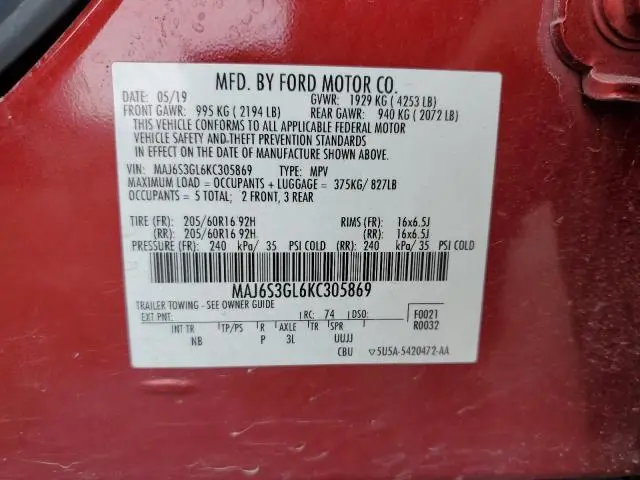 MFD. BY FORD MOTOR CO.
DATE: 05/19 GVWR: 1929 KG ( 4253 LB)
FRONT GAWR: 995 KG ( 2194 LB) REAR GAWR: 940 KG ( 2072 LB)
THIS VEHICLE CONFORMS TO ALL APPLICABLE FEDERAL MOTOR
VEHICLE SAFETY AND THEFT PREVENTION STANDARDS
IN EFFECT ON THE DATE OF MANUFACTURE SHOWN ABOVE.
VIN: MAJ6S3GL6KC305869 TYPE: MPV
MAXIMUM LOAD = OCCUPANTS + LUGGAGE = 375KG/ 827LB
OCCUPANTS = 5 TOTAL; 2 FRONT, 3 REAR
TIRE (FR): 205/60R16 92H RIMS (FR): 16x6.5J
(RR): 205/60R16 92H (RR): 16x6.5J
PRESSURE (FR): 240 kPa/ 35 PSI COLD (RR): 240 kPa/ 35 PSI COLD
MAJ6S3GL6KC305869
TRAILER TOWING - SEE OWNER GUIDE
EXT PNT: RC: 74 DSO: F0021
R0032
INT TR TP/PS R AXLE TR SPR
NB P 3L UUJJ
CBU ▽5U5A-5420472-AA